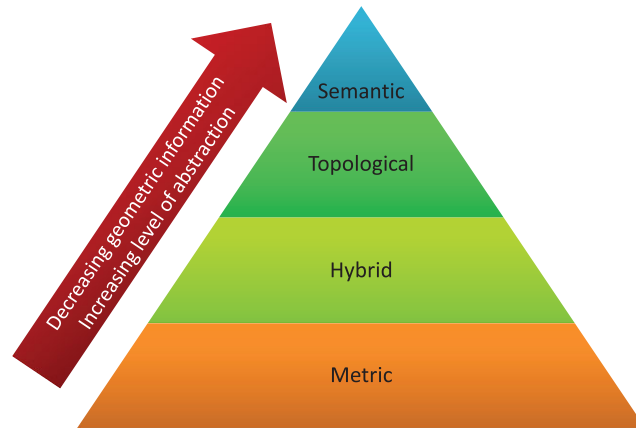 Semantic
Topological
Hybrid
Metric
Decreasing geometric information
Increasing level of abstraction